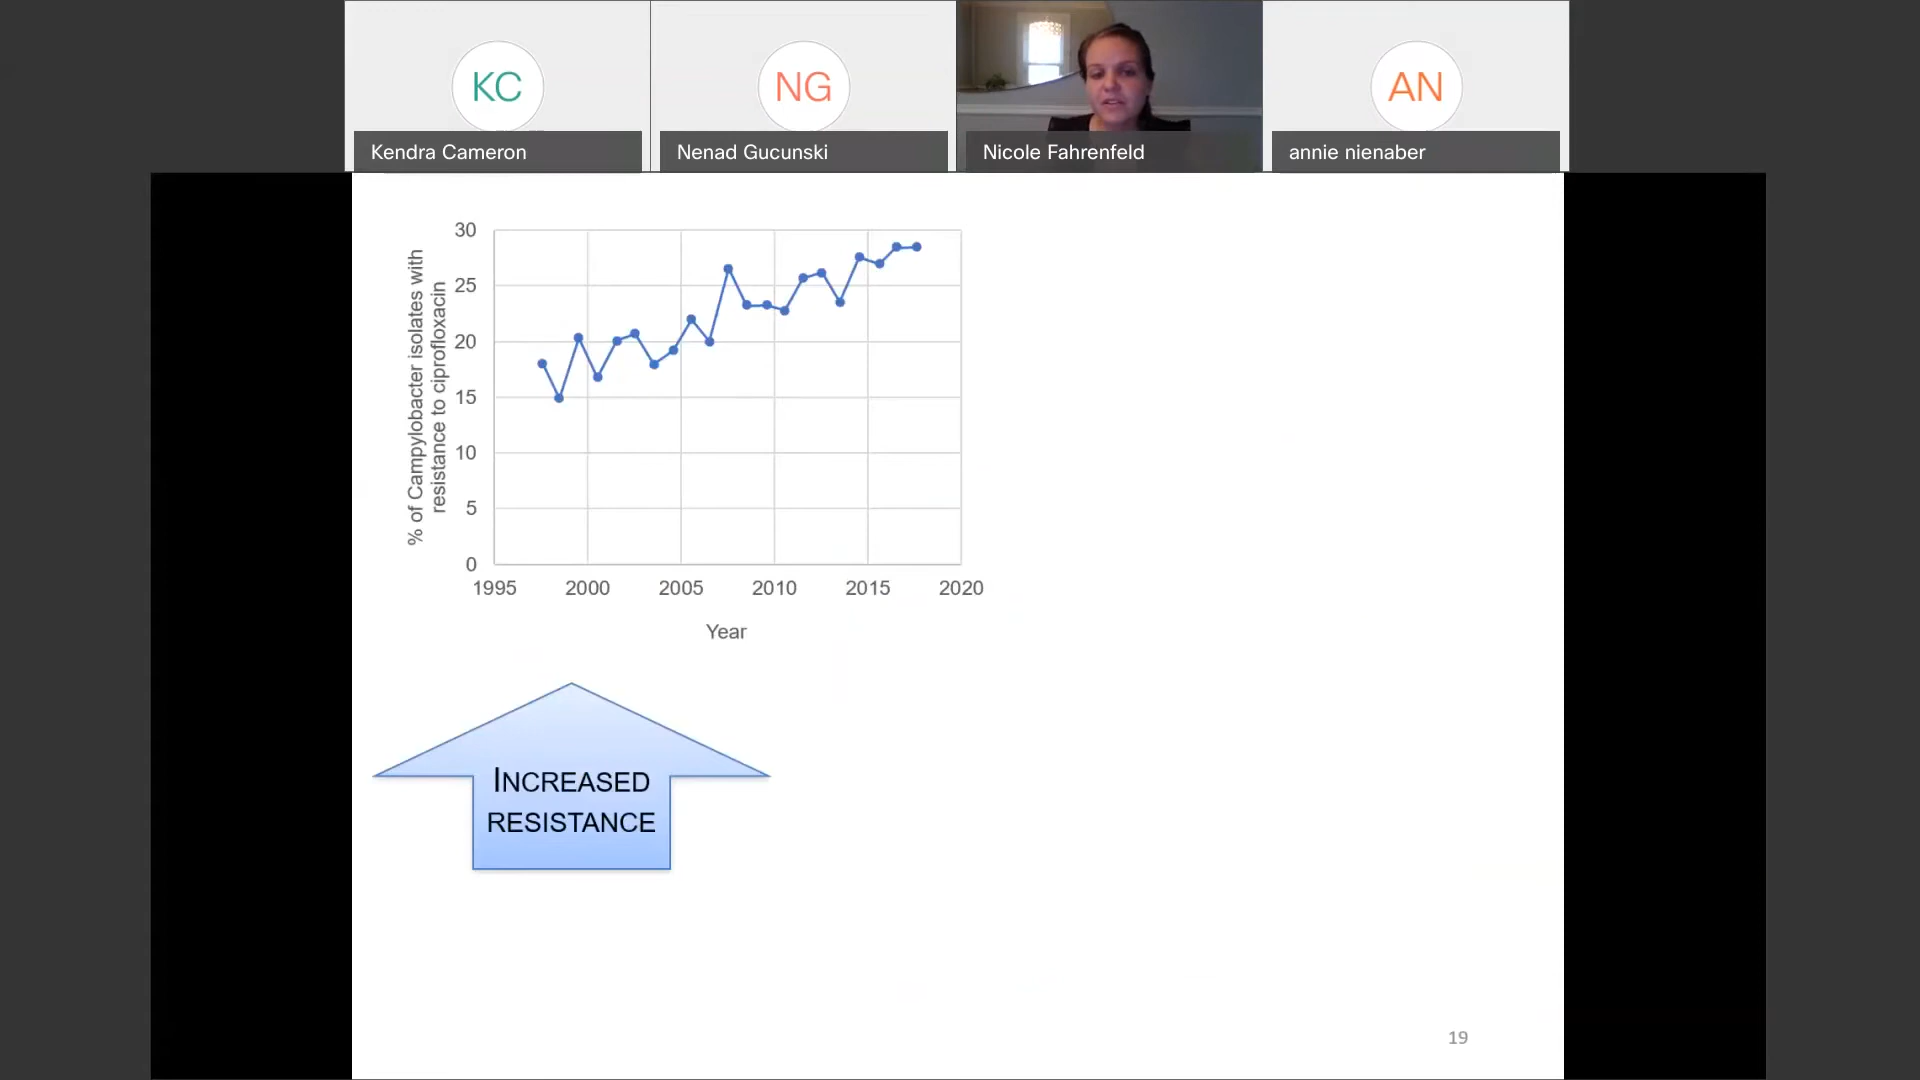 KC
NG
AN
Kendra Cameron
Nenad Gucunski
Nicole Fahrenfeld
annie nienaber
% of Campylobacter isolates with
resistance to ciprofloxacin
30
25
20
15
10
5
0
1995
2000
2005
2010
2015
2020
Year
INCREASED
RESISTANCE
19